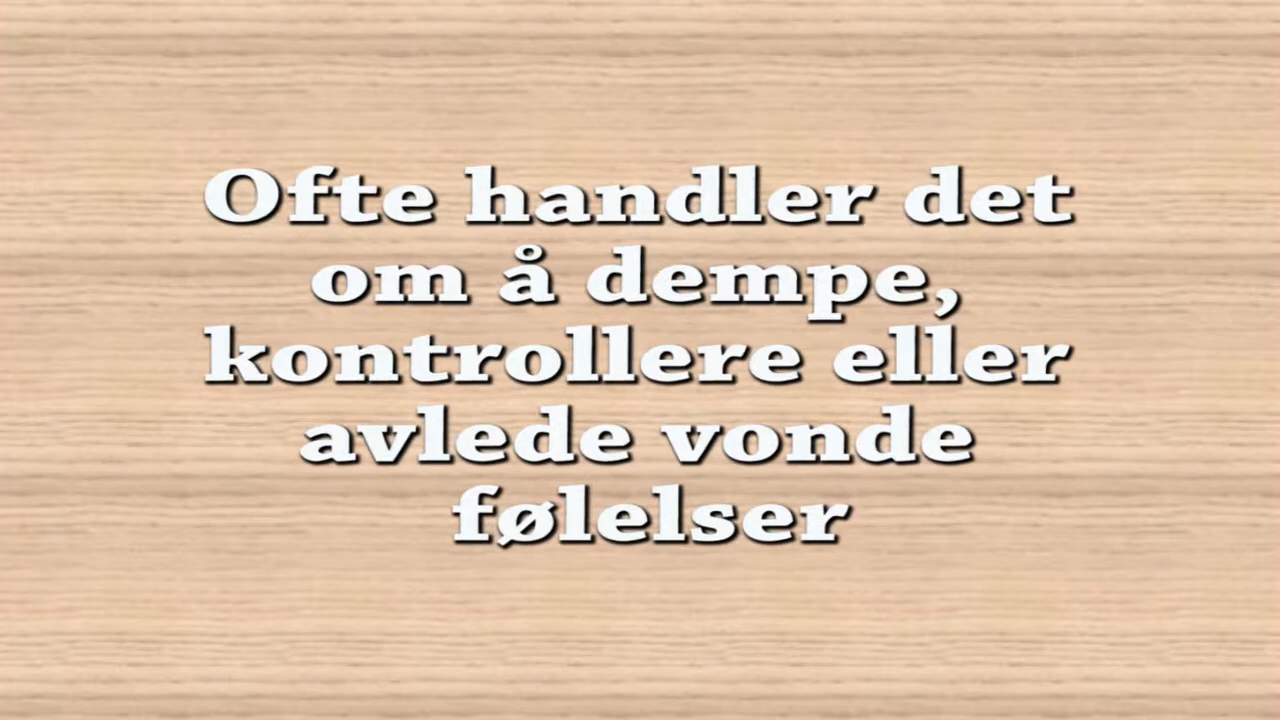 Ofte handler det
om å dempe,
kontrollere eller
avlede vonde
følelser